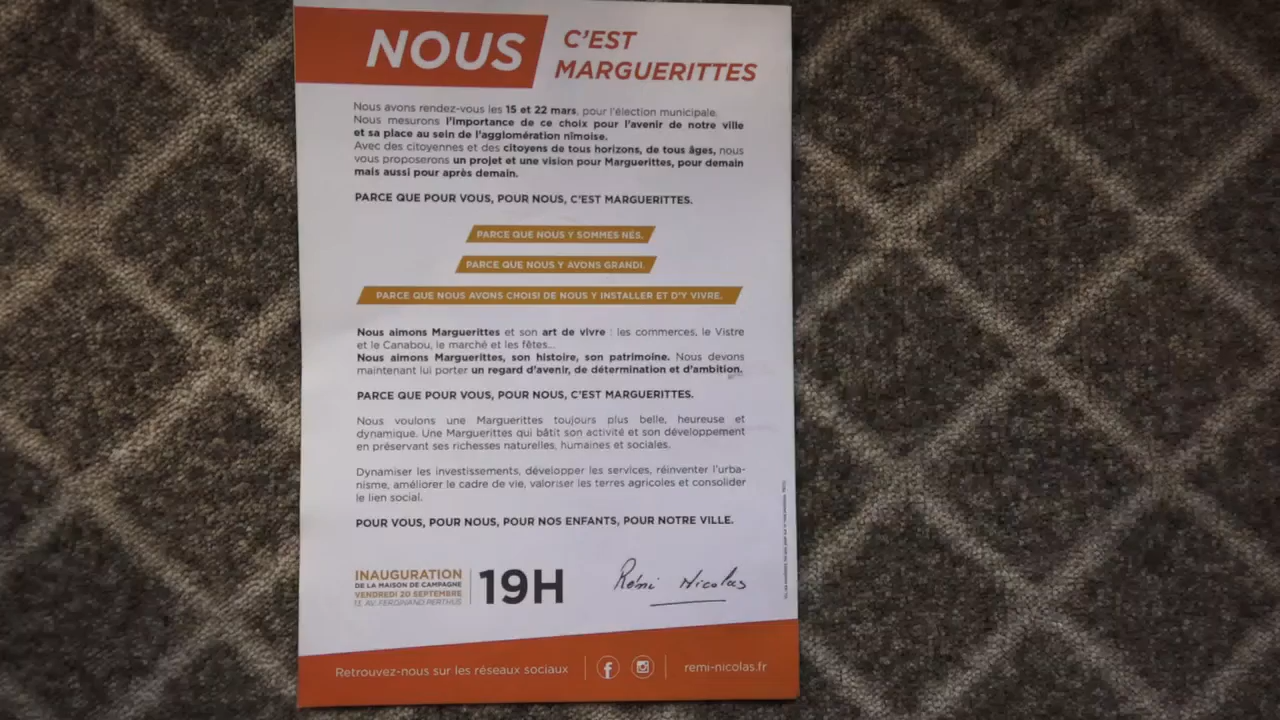 NOUS
C'EST
MARGUERITTES
Nous avons rendez-vous les 15 et 22 mars, pour l'élection municipale.
Nous mesurons l'importance de ce choix pour l'avenir de notre ville
et sa place au sein de l'agglomération nîmoise.
Avec des citoyennes et des citoyens de tous horizons, de tous âges, nous
vous proposerons un projet et une vision pour Marguerittes, pour demain
mais aussi pour après demain.
PARCE QUE POUR VOUS, POUR NOUS, C'EST MARGUERITTES.
PARCE QUE NOUS Y SOMMES NÉS.
PARCE QUE NOUS Y AVONS GRANDI.
PARCE QUE NOUS AVONS CHOISI DE NOUS Y INSTALLER ET D'Y VIVRE.
Nous aimons Marguerittes et son art de vivre : les commerces, le Vistre
et le Canabou, le marché et les fêtes...
Nous aimons Marguerittes, son histoire, son patrimoine. Nous devons
maintenant lui porter un regard d'avenir, de détermination et d'ambition.
PARCE QUE POUR VOUS, POUR NOUS, C'EST MARGUERITTES.
Nous voulons une Marguerittes toujours plus belle, heureuse et
dynamique. Une Marguerittes qui bâtit son activité et son développement
en préservant ses richesses naturelles, humaines et sociales.
Dynamiser les investissements, développer les services, réinventer l'urba-
nisme, améliorer le cadre de vie, valoriser les terres agricoles et consolider
le lien social.
POUR VOUS, POUR NOUS, POUR NOS ENFANTS, POUR NOTRE VILLE.
INAUGURATION
DE LA MAISON DE CAMPAGNE
VENDREDI 20 SEPTEMBRE
13, AV. FERDINAND PERTHUS
19H
Rémi Nicolas
Retrouvez-nous sur les réseaux sociaux
remi-nicolas.fr